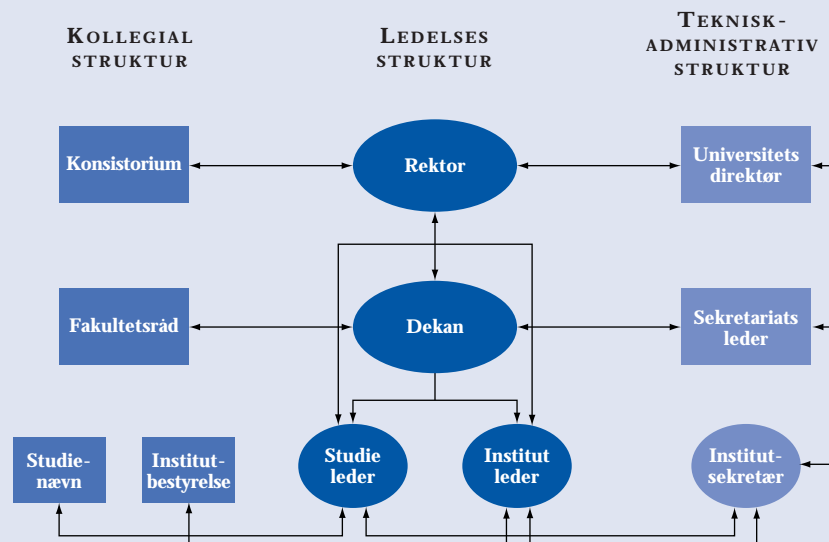 KOLLEGIAL
STRUKTUR
LEDELSES
STRUKTUR
TEKNISK-
ADMINISTRATIV
STRUKTUR
Konsistorium
Rektor
Universitets
direktør
Fakultetsråd
Dekan
Sekretariats
leder
Studie-
nævn
Institut-
bestyrelse
Studie
leder
Institut
leder
Institut-
sekretær